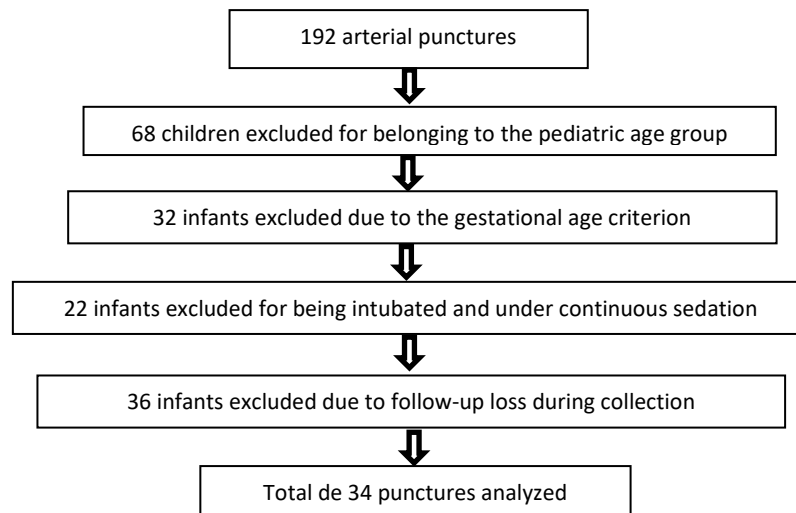 192 arterial punctures
68 children excluded for belonging to the pediatric age group
32 infants excluded due to the gestational age criterion
22 infants excluded for being intubated and under continuous sedation
36 infants excluded due to follow-up loss during collection
Total de 34 punctures analyzed